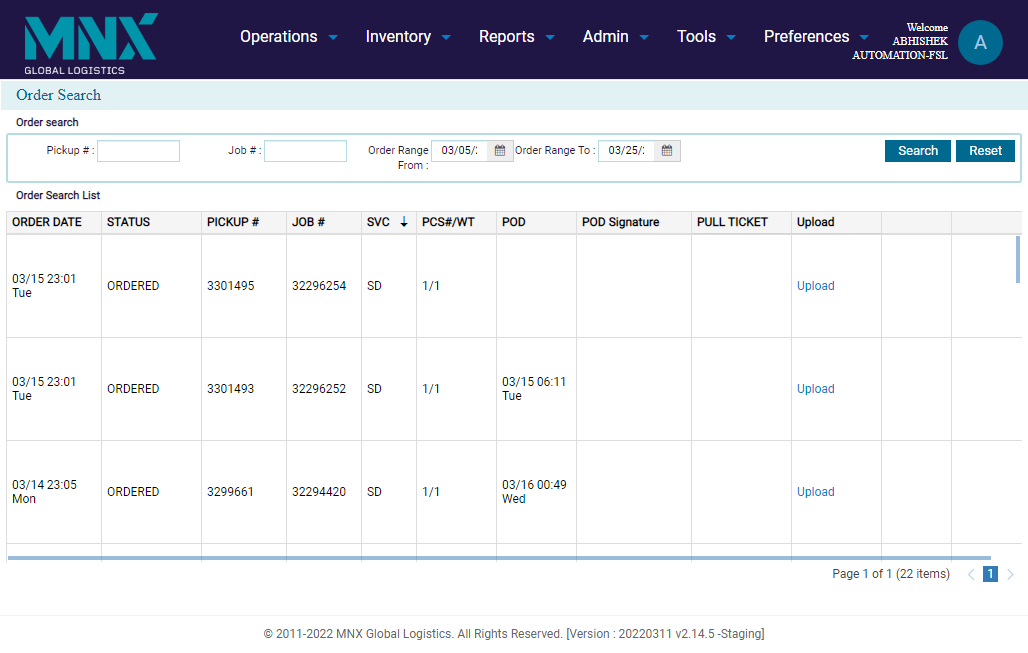 MNX
GLOBAL LOGISTICS
Operations Inventory Reports Admin Tools Preferences
Welcome
ABHISHEK
AUTOMATION-FSL
A
Order Search
Order search
Pickup # : Job # : Order Range From : 03/05/2 Order Range To : 03/25/2 Search Reset
Order Search List
ORDER DATE STATUS PICKUP # JOB # SVC PCS#/WT POD POD Signature PULL TICKET Upload
03/15 23:01 Tue ORDERED 3301495 32296254 SD 1/1 Upload
03/15 23:01 Tue ORDERED 3301493 32296252 SD 1/1 03/15 06:11 Tue Upload
03/14 23:05 Mon ORDERED 3299661 32294420 SD 1/1 03/16 00:49 Wed Upload
Page 1 of 1 (22 items) 1
© 2011-2022 MNX Global Logistics. All Rights Reserved. [Version : 20220311 v2.14.5 -Staging]